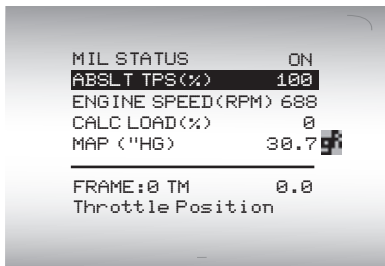 MIL STATUS ON
ABSLT TPS(%) 100
ENGINE SPEED(RPM) 688
CALC LOAD(%) 0
MAP ("HG) 30.7
FRAME:0 TM 0.0
Throttle Position